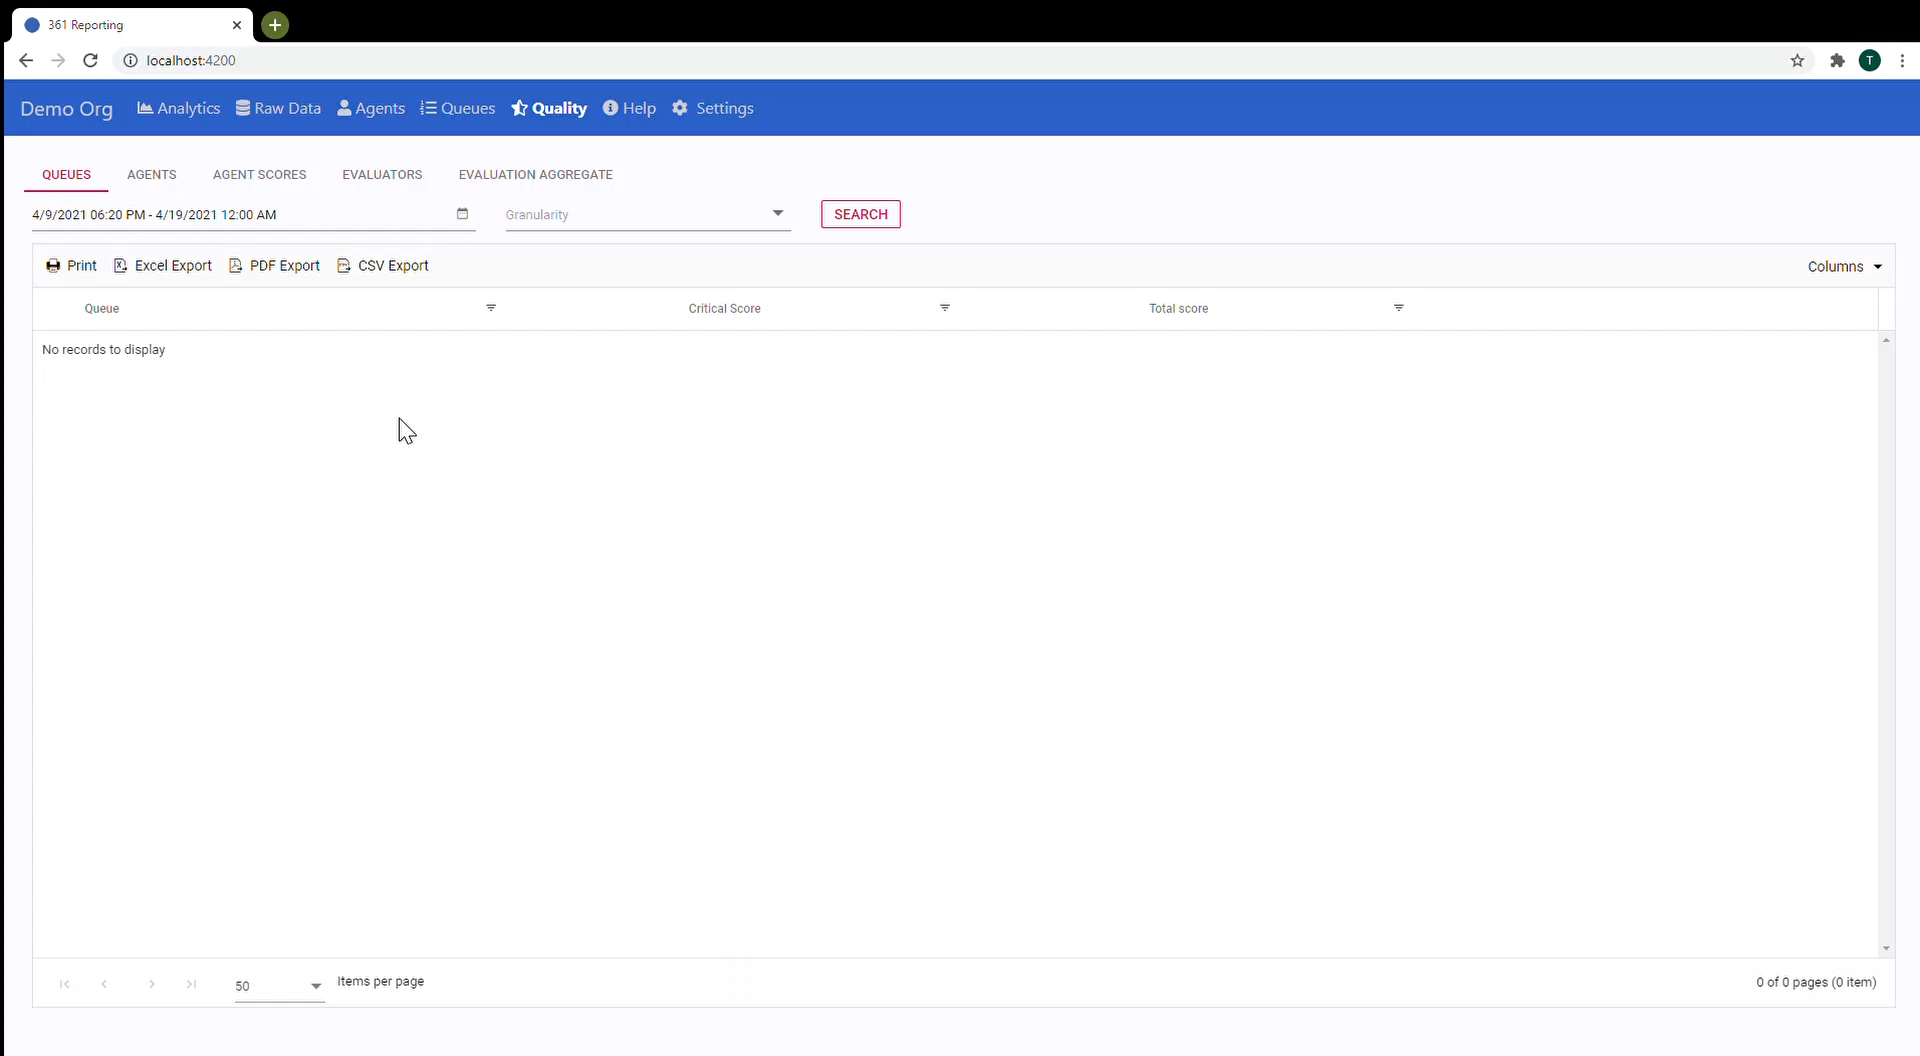 361 Reporting
localhost:4200
Demo Org Analytics Raw Data Agents Queues Quality Help Settings
QUEUES AGENTS AGENT SCORES EVALUATORS EVALUATION AGGREGATE
4/9/2021 06:20 PM - 4/19/2021 12:00 AM Granularity SEARCH
Print Excel Export PDF Export CSV Export Columns
Queue Critical Score Total score
No records to display
50 Items per page 0 of 0 pages (0 item)
T